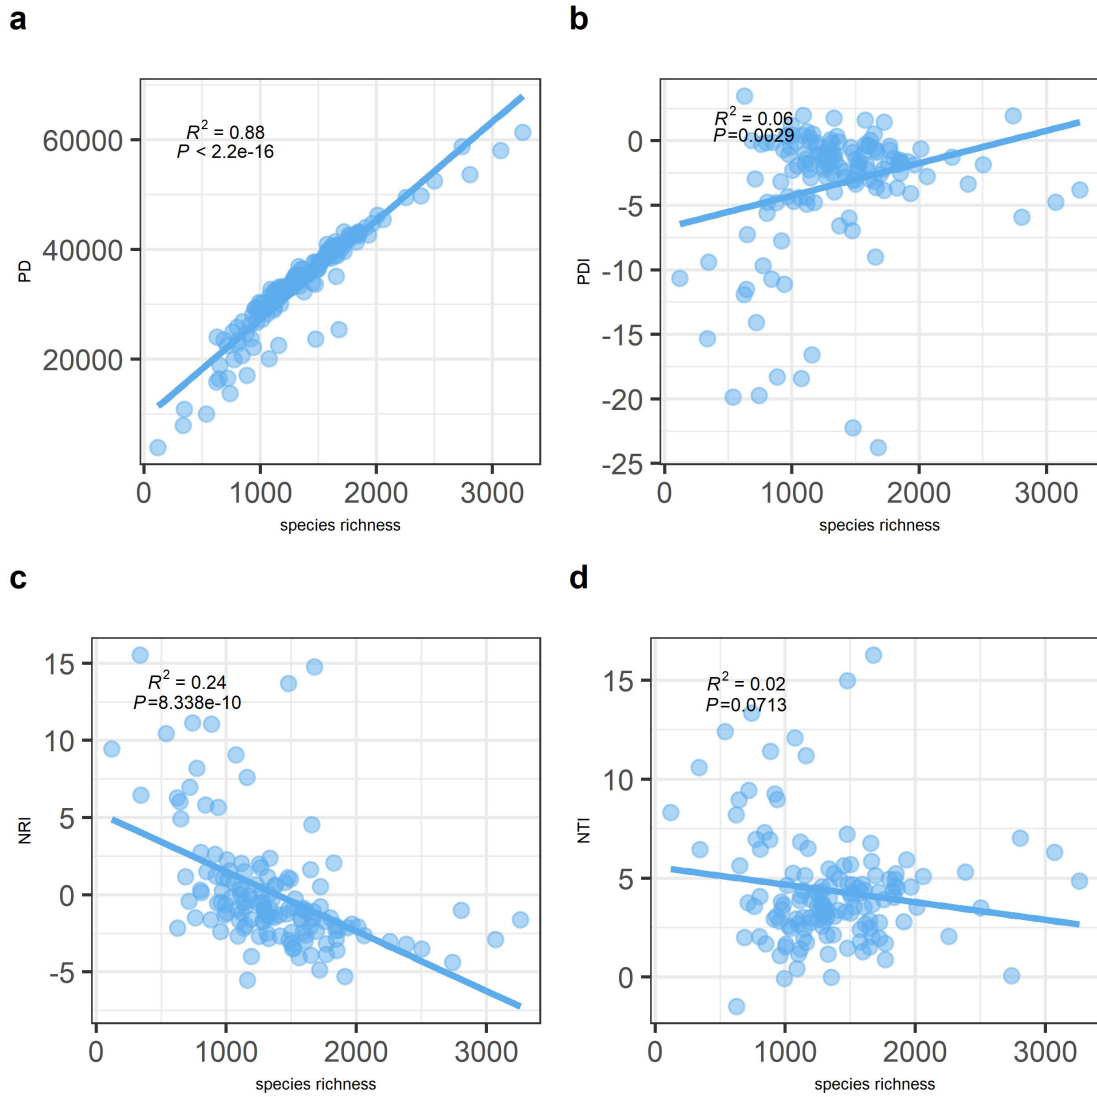 a
R² = 0.88
P < 2.2e-16
PD
60000
40000
20000
0 1000 2000 3000
species richness
b
R² = 0.06
P=0.0029
PDI
0
-5
-10
-15
-20
-25
0 1000 2000 3000
species richness
c
R² = 0.24
P=8.338e-10
NRI
15
10
5
0
-5
0 1000 2000 3000
species richness
d
R² = 0.02
P=0.0713
NTI
15
10
5
0
0 1000 2000 3000
species richness